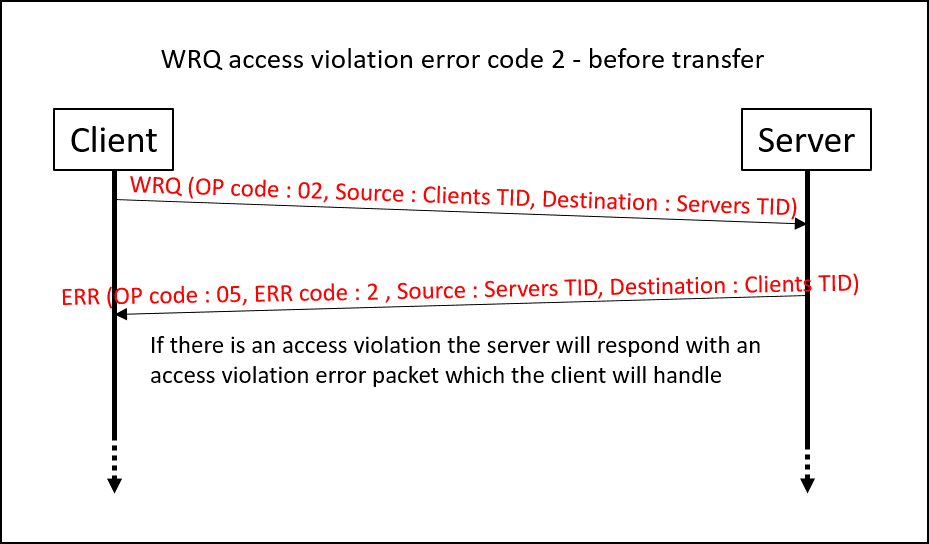 WRQ access violation error code 2 - before transfer
Client
Server
WRQ (OP code : 02, Source : Clients TID, Destination : Servers TID)
ERR (OP code : 05, ERR code : 2 , Source : Servers TID, Destination : Clients TID)
If there is an access violation the server will respond with an
access violation error packet which the client will handle